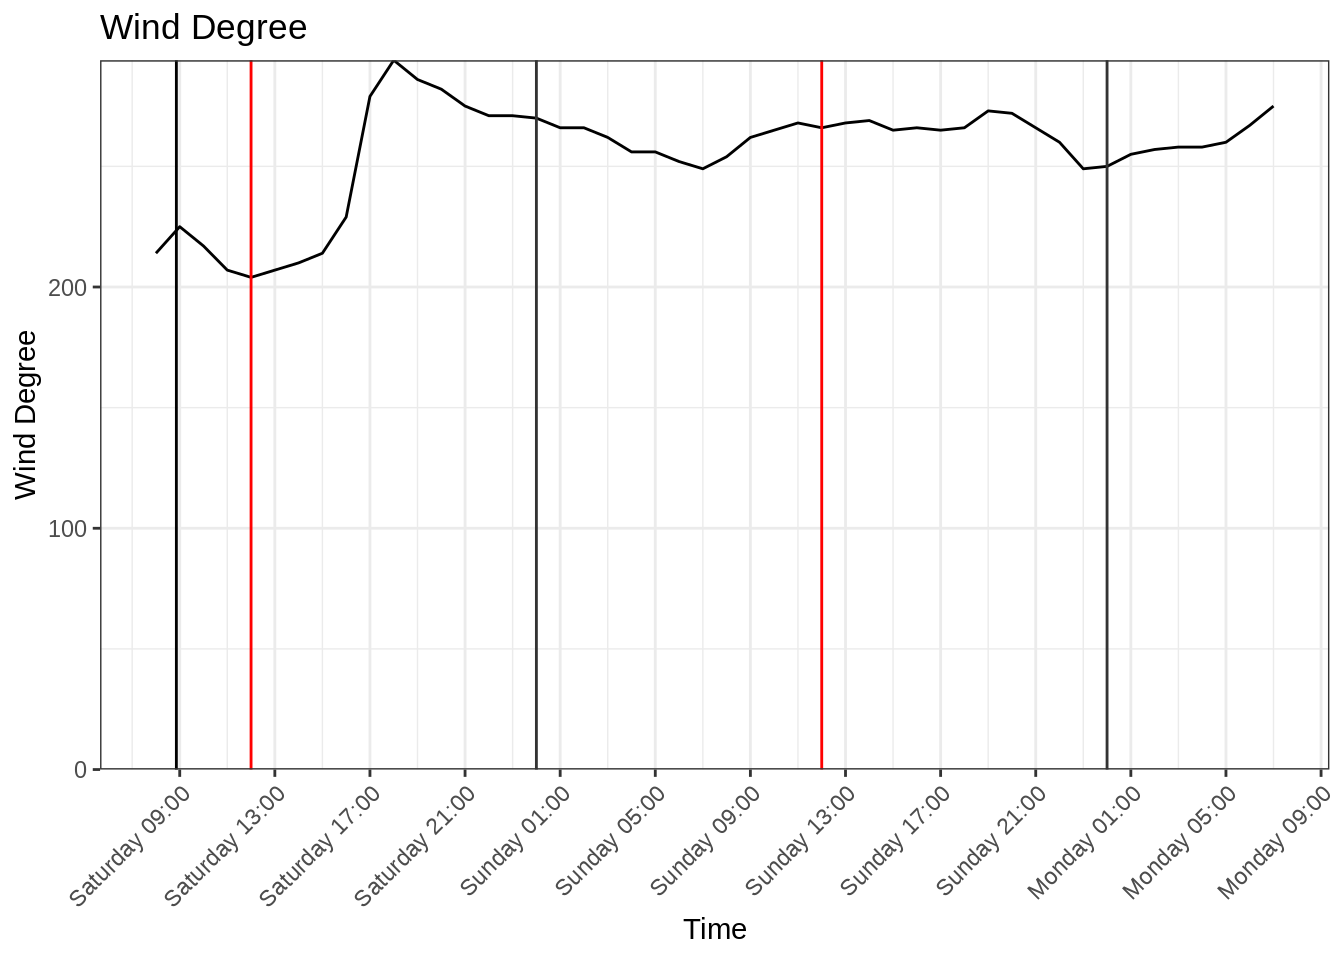 Wind Degree
Wind Degree
200
100
0
Saturday 09:00
Saturday 13:00
Saturday 17:00
Saturday 21:00
Sunday 01:00
Sunday 05:00
Sunday 09:00
Sunday 13:00
Sunday 17:00
Sunday 21:00
Monday 01:00
Monday 05:00
Monday 09:00
Time